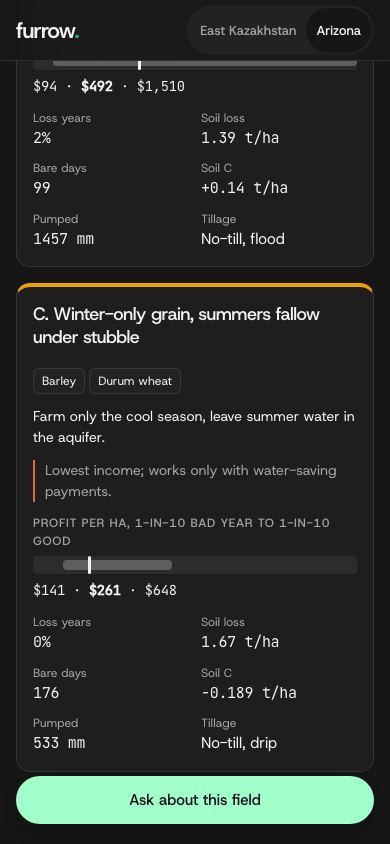 furrow.
East Kazakhstan
Arizona
$94 · $492 · $1,510
Loss years
Soil loss
2%
1.39 t/ha
Bare days
Soil C
99
+0.14 t/ha
Pumped
Tillage
1457 mm
No-till, flood
C. Winter-only grain, summers fallow
under stubble
Barley
Durum wheat
Farm only the cool season, leave summer water in
the aquifer.
Lowest income; works only with water-saving
payments.
PROFIT PER HA, 1-IN-10 BAD YEAR TO 1-IN-10
GOOD
$141 · $261 · $648
Loss years
Soil loss
0%
1.67 t/ha
Bare days
Soil C
176
-0.189 t/ha
Pumped
Tillage
533 mm
No-till, drip
Ask about this field